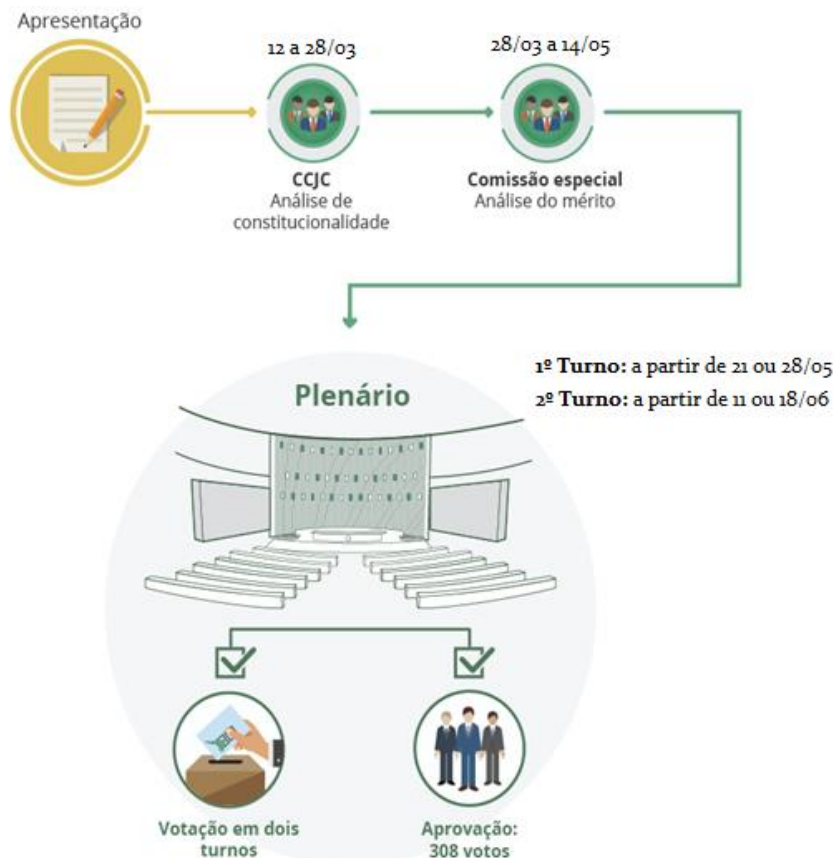 Apresentação
12 a 28/03
28/03 a 14/05
CCJC
Análise de
constitucionalidade
Comissão especial
Análise do mérito
1º Turno: a partir de 21 ou 28/05
2º Turno: a partir de 11 ou 18/06
Plenário
Votação em dois
turnos
Aprovação:
308 votos